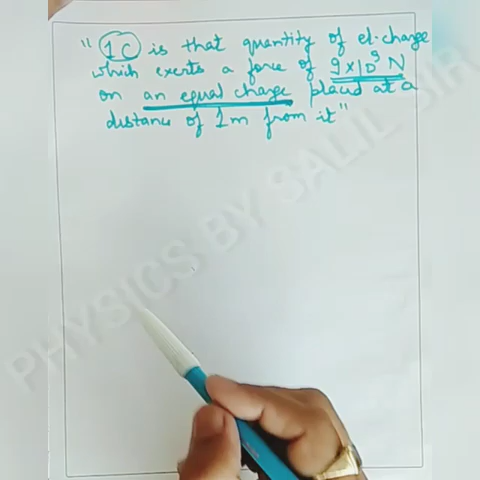 " 1 C is that quantity of el. charge
which exerts a force of 9 × 10⁹ N
on an equal charge placed at a
distance of 1m from it "
PHYSICS BY SALIL SIR